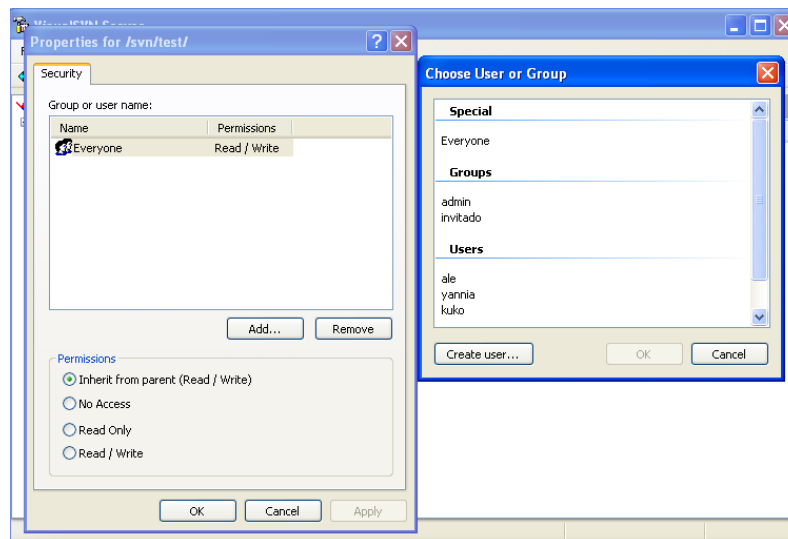 VisualSVN Server
Properties for /svn/test/
Security
Group or user name:
Name Permissions
Everyone Read / Write
Add... Remove
Permissions
Inherit from parent (Read / Write)
No Access
Read Only
Read / Write
OK Cancel Apply
Choose User or Group
Special
Everyone
Groups
admin
invitado
Users
ale
yannia
kuko
Create user... OK Cancel